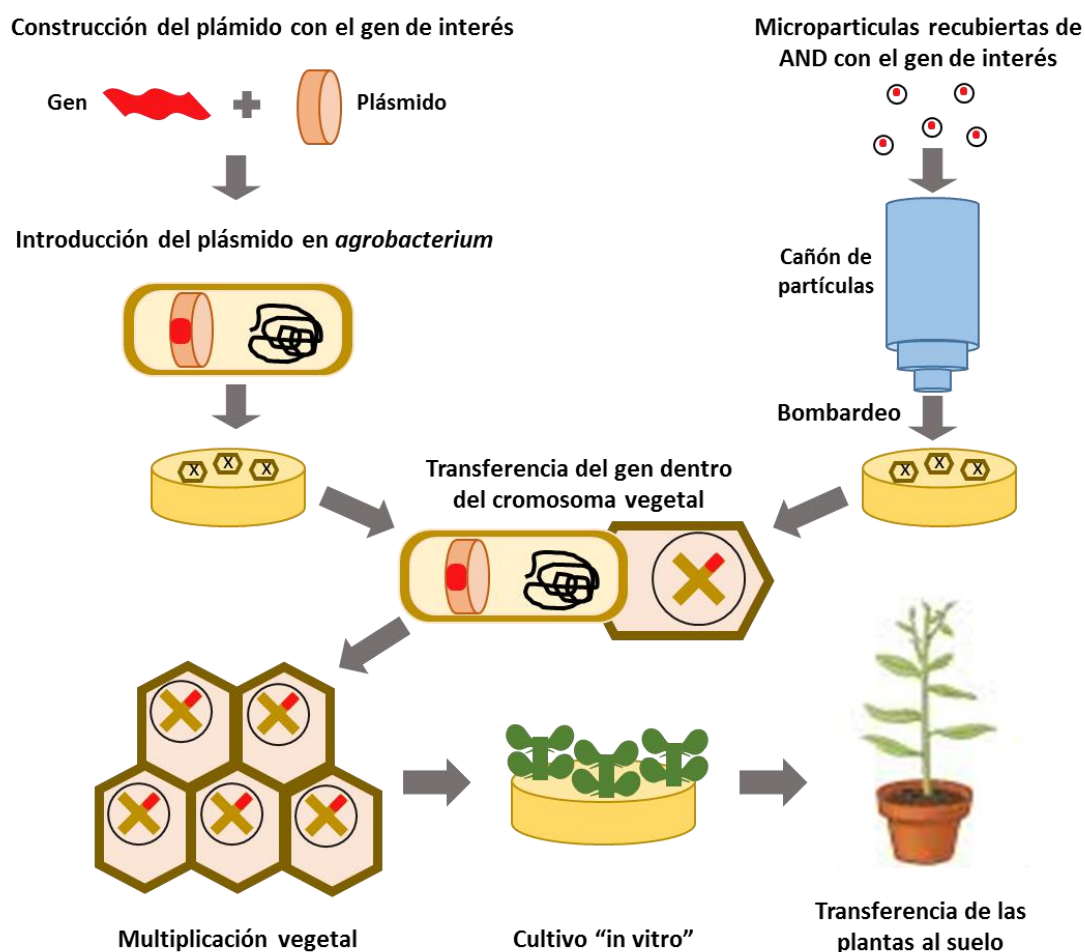 Construcción del plámido con el gen de interés
Gen
Plásmido
Introducción del plásmido en agrobacterium
X X X
Microparticulas recubiertas de
AND con el gen de interés
Cañón de
partículas
Bombardeo
X X X
Transferencia del gen dentro
del cromosoma vegetal
Multiplicación vegetal
Cultivo “in vitro”
Transferencia de las
plantas al suelo